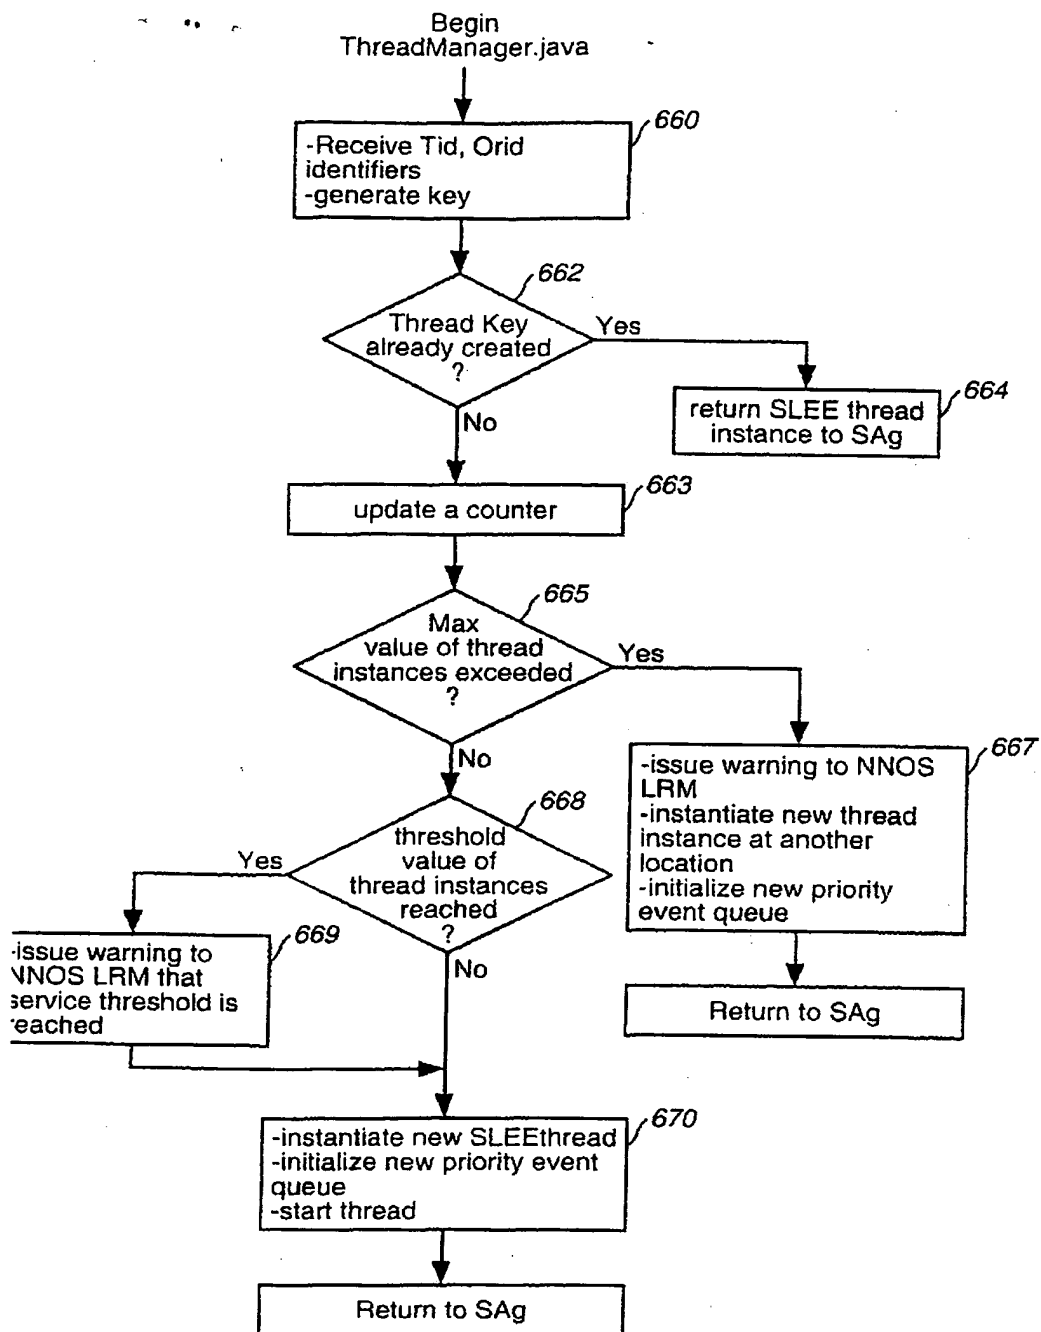 Begin
ThreadManager.java
660
-Receive Tid, Orid
identifiers
-generate key
662
Thread Key
already created
?
Yes
No
664
return SLEE thread
instance to SAg
663
update a counter
665
Max
value of thread
instances exceeded
?
Yes
No
667
-issue warning to NNOS
LRM
-instantiate new thread
instance at another
location
-initialize new priority
event queue
668
threshold
value of
thread instances
reached
?
Yes
No
669
-issue warning to
NNOS LRM that
service threshold is
reached
Return to SAg
670
-instantiate new SLEEthread
-initialize new priority event
queue
-start thread
Return to SAg